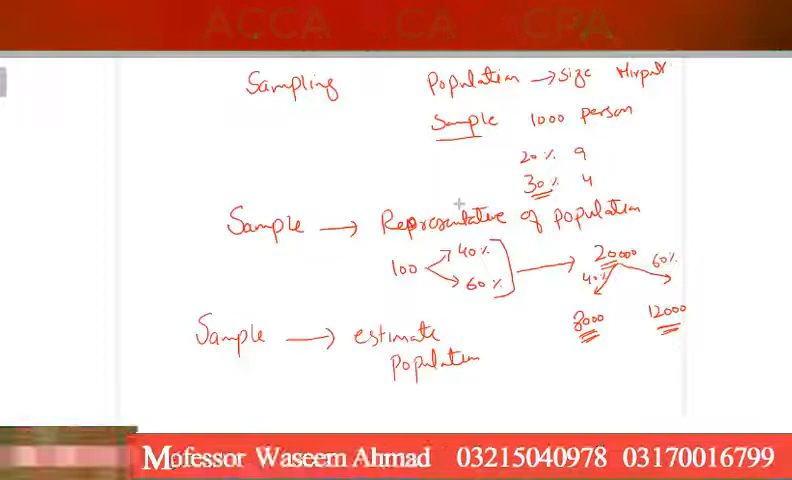 ACCA CA CPA
Sampling Population → size
Sample 1000 person
20% 9
30% 4
Sample → Representative of population
100 40% 60% → 20000 40% 60%
8000 12000
Sample → estimate
population
Mofessor Waseem Ahmad 03215040978 03170016799